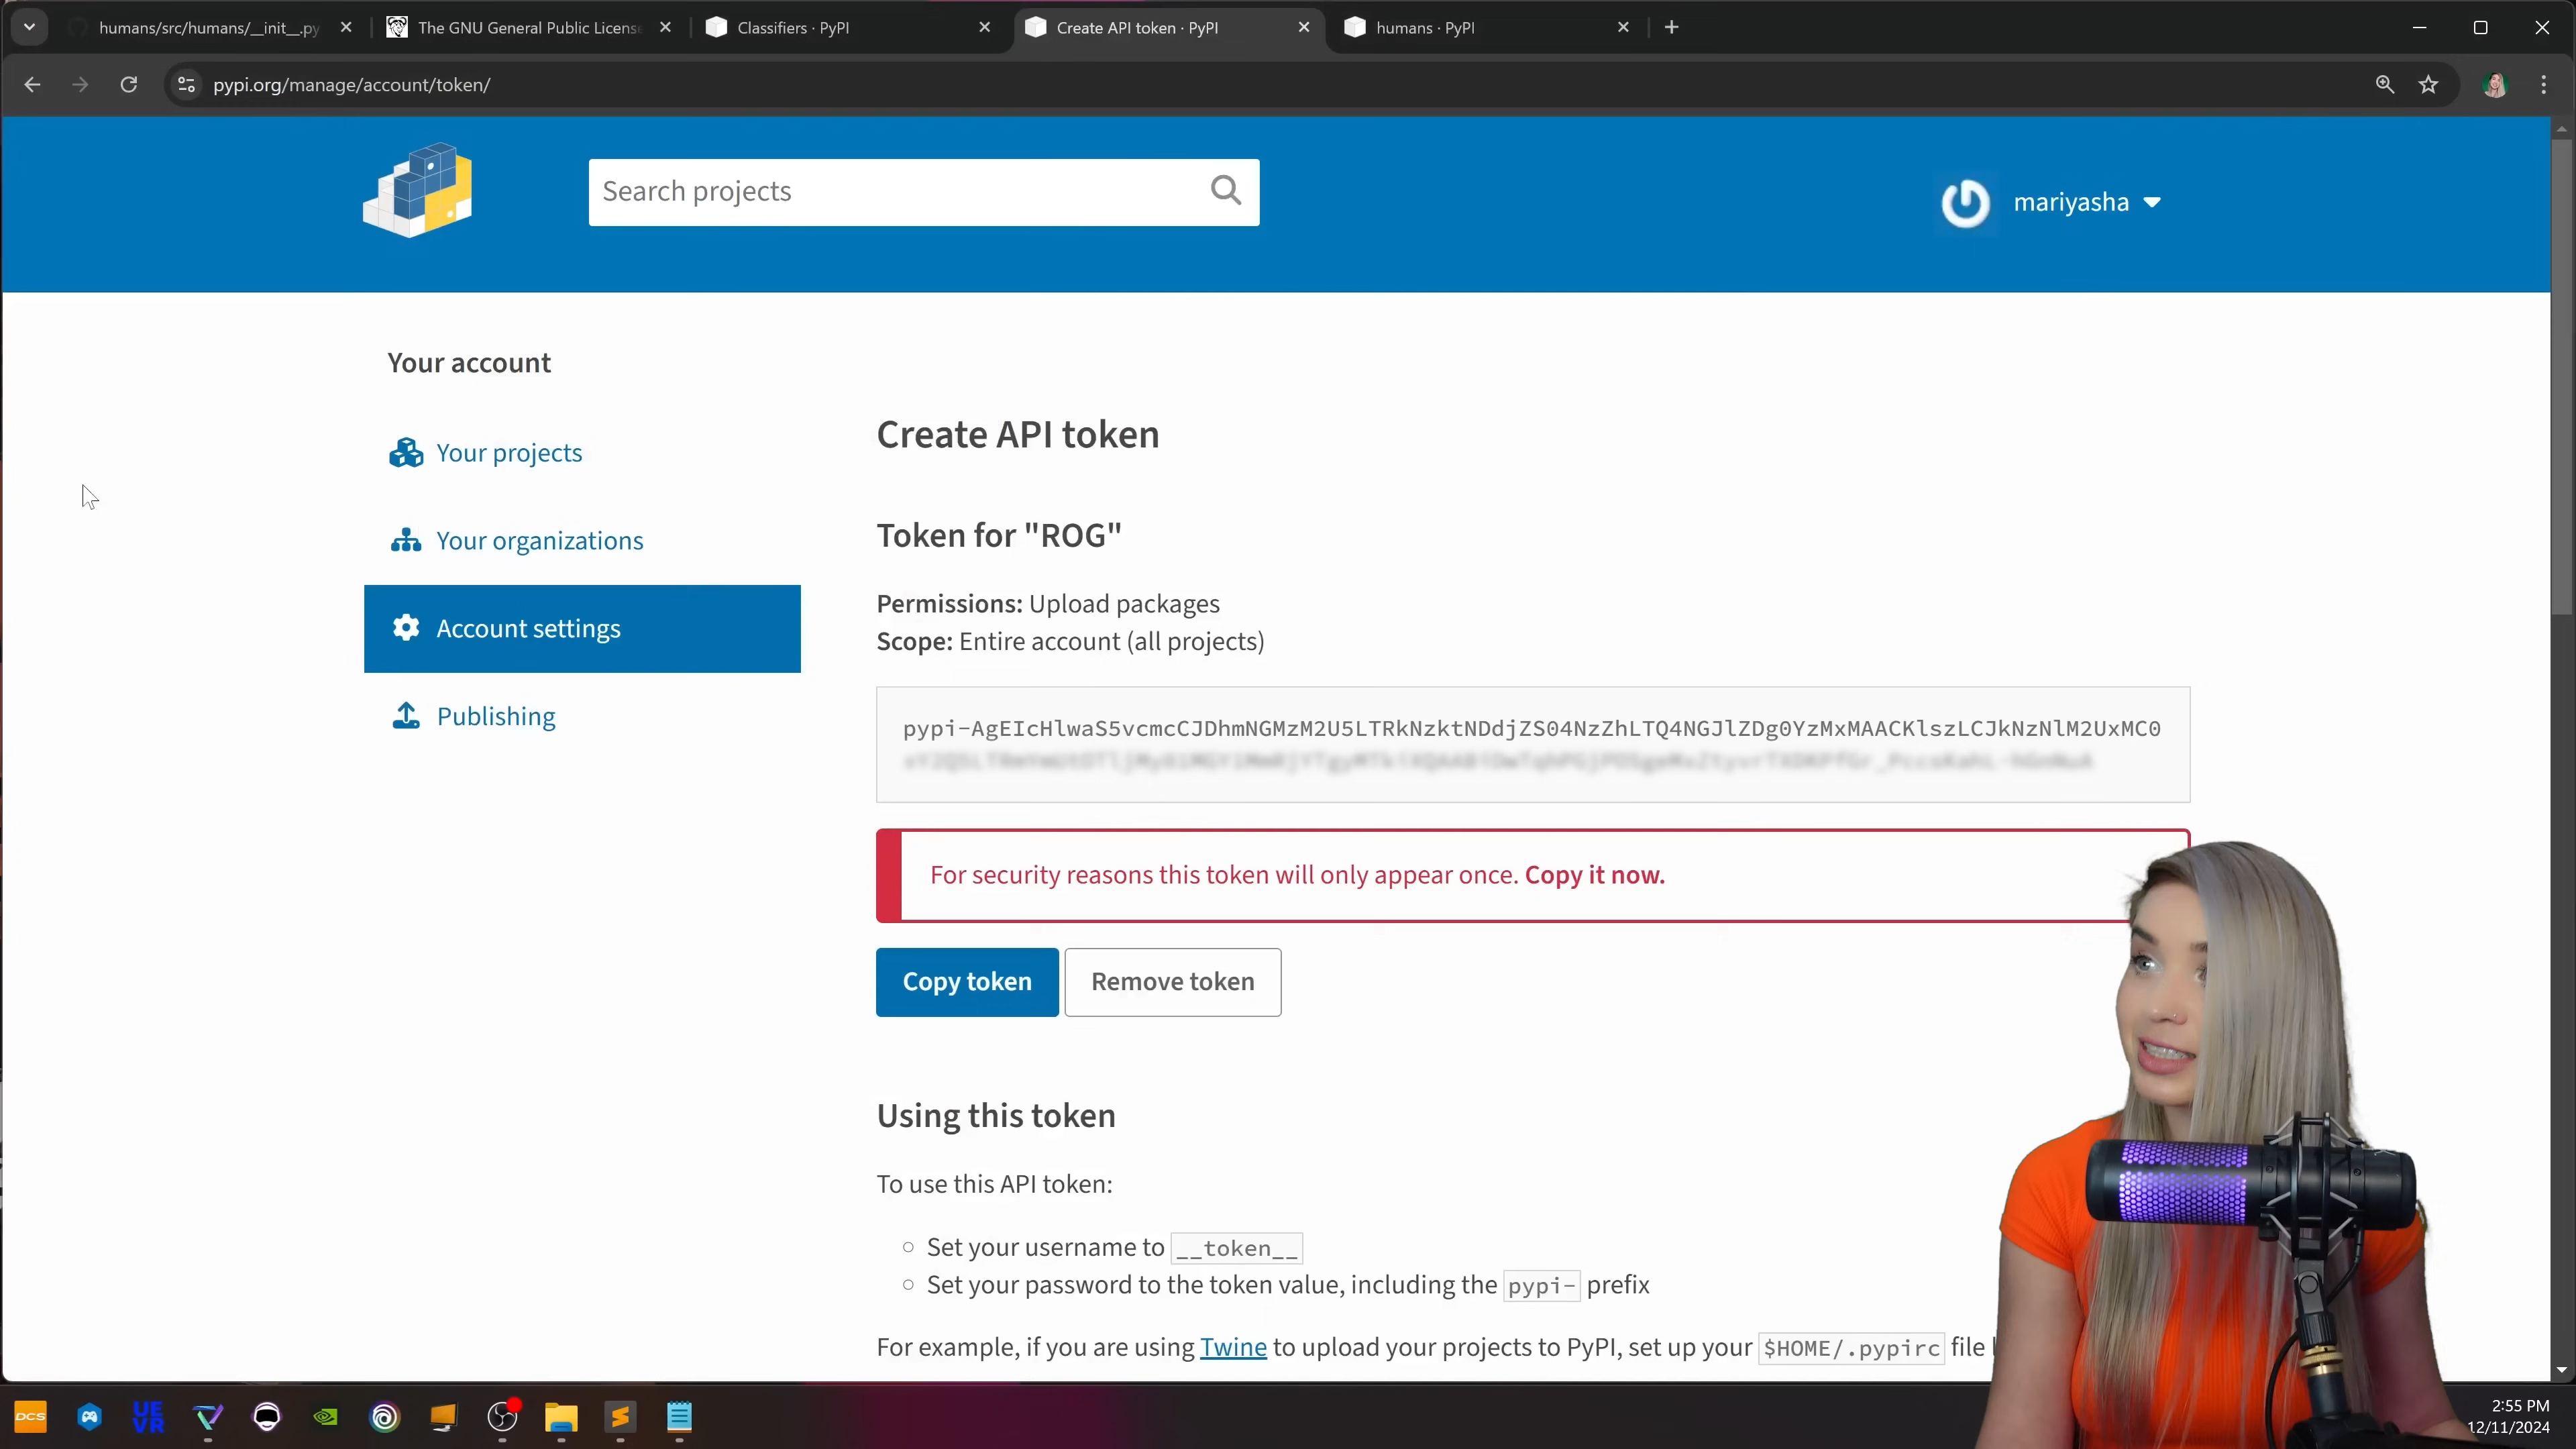 humans/src/humans/__init__.py
The GNU General Public License
Classifiers · PyPI
Create API token · PyPI
humans · PyPI
pypi.org/manage/account/token/
Search projects
mariyasha
Your account
Your projects
Your organizations
Account settings
Publishing
Create API token
Token for "ROG"
Permissions: Upload packages
Scope: Entire account (all projects)
pypi-AgEIcHlwaS5vcmcCJDhmNGMzM2U5LTRkNzktNDdjZS04NzZhLTQ4NGJlZDg0YzMxMAACKlszLCJkNzNlM2UxMC0
For security reasons this token will only appear once. Copy it now.
Copy token
Remove token
Using this token
To use this API token:
Set your username to __token__
Set your password to the token value, including the pypi- prefix
For example, if you are using Twine to upload your projects to PyPI, set up your $HOME/.pypirc file
DCS
UE
VR
2:55 PM
12/11/2024